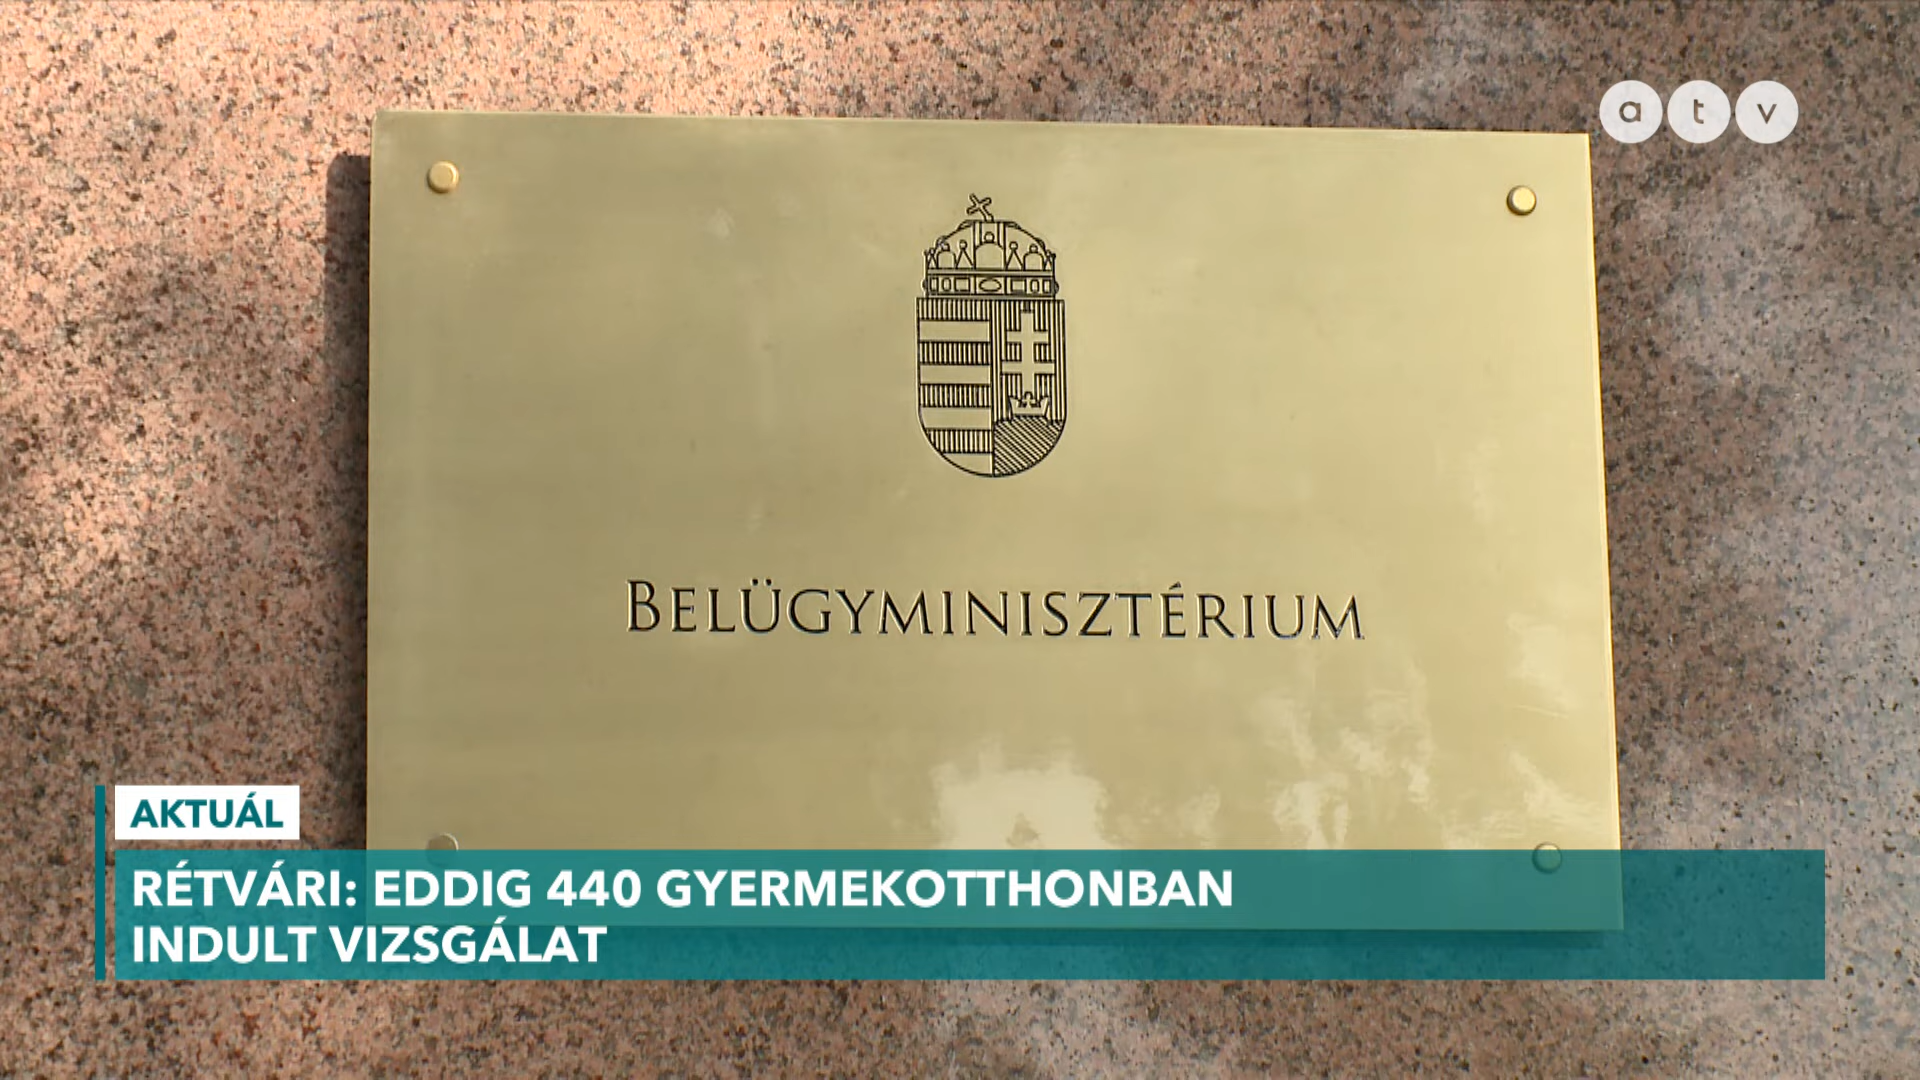 atv
BELÜGYMINISZTÉRIUM
AKTUÁL
RÉTVÁRI: EDDIG 440 GYERMEKOTTHONBAN
INDULT VIZSGÁLAT